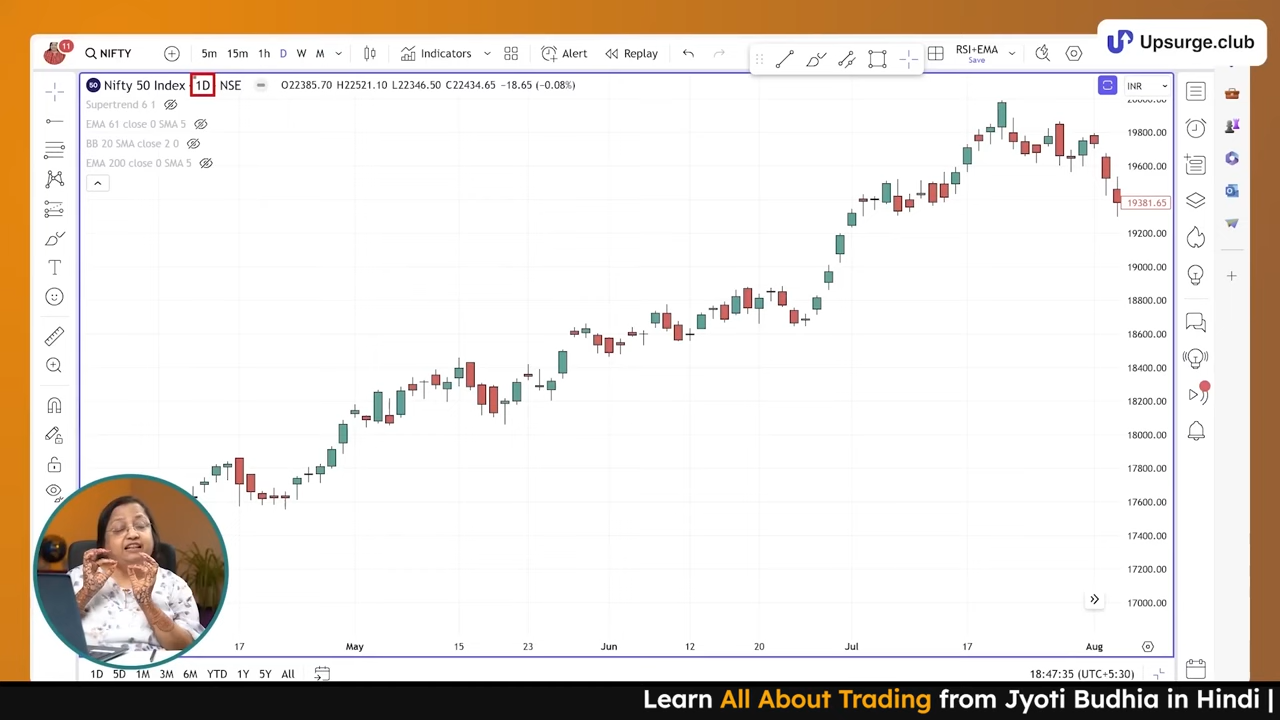 Upsurge.club
11
NIFTY
5m 15m 1h D W M
Indicators
Alert
Replay
RSI+EMA
Save
50 Nifty 50 Index 1D NSE O22385.70 H22521.10 L22346.50 C22434.65 −18.65 (−0.08%)
INR
Supertrend 6 1
EMA 61 close 0 SMA 5
BB 20 SMA close 2 0
EMA 200 close 0 SMA 5
20000.00
19800.00
19600.00
19381.65
19200.00
19000.00
18800.00
18600.00
18400.00
18200.00
18000.00
17800.00
17600.00
17400.00
17200.00
17000.00
17 May 15 23 Jun 12 20 Jul 17 Aug
1D 5D 1M 3M 6M YTD 1Y 5Y All
18:47:35 (UTC+5:30)
Learn All About Trading from Jyoti Budhia in Hindi |